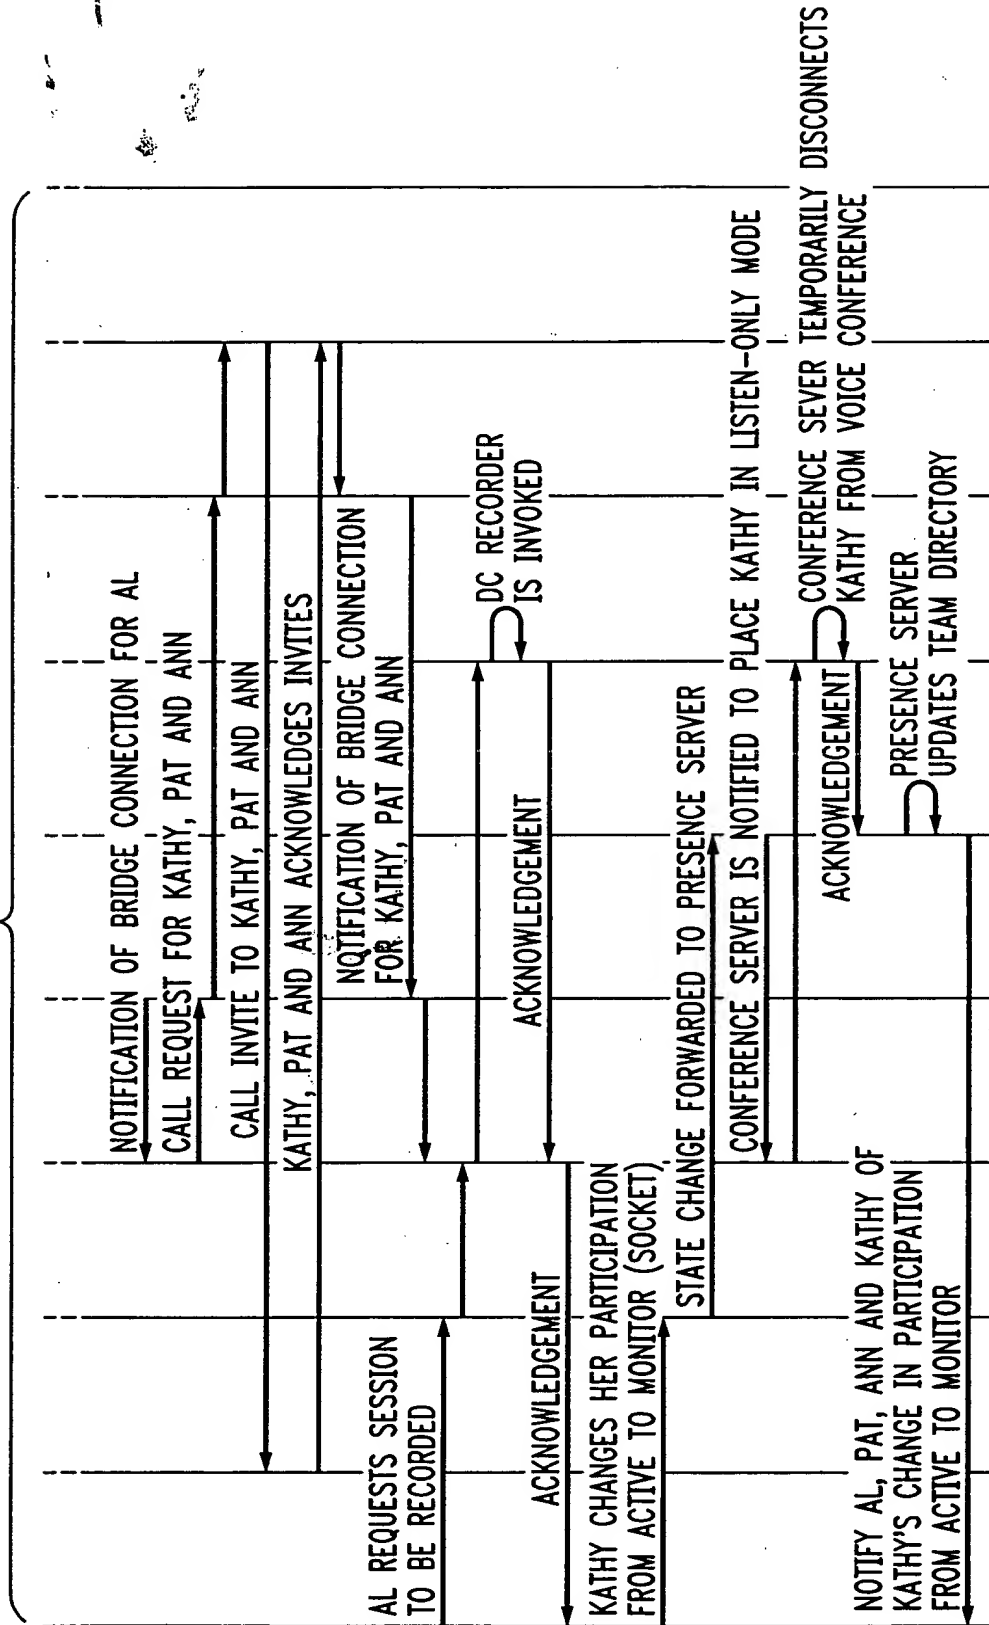 NOTIFICATION OF BRIDGE CONNECTION FOR AL
CALL REQUEST FOR KATHY, PAT AND ANN
CALL INVITE TO KATHY, PAT AND ANN
KATHY, PAT AND ANN ACKNOWLEDGES INVITES
NOTIFICATION OF BRIDGE CONNECTION
FOR KATHY, PAT AND ANN
AL REQUESTS SESSION
TO BE RECORDED
DC RECORDER
IS INVOKED
ACKNOWLEDGEMENT
ACKNOWLEDGEMENT
KATHY CHANGES HER PARTICIPATION
FROM ACTIVE TO MONITOR (SOCKET)
STATE CHANGE FORWARDED TO PRESENCE SERVER
CONFERENCE SERVER IS NOTIFIED TO PLACE KATHY IN LISTEN-ONLY MODE
CONFERENCE SEVER TEMPORARILY DISCONNECTS
KATHY FROM VOICE CONFERENCE
ACKNOWLEDGEMENT
PRESENCE SERVER
UPDATES TEAM DIRECTORY
NOTIFY AL, PAT, ANN AND KATHY OF
KATHY'S CHANGE IN PARTICIPATION
FROM ACTIVE TO MONITOR